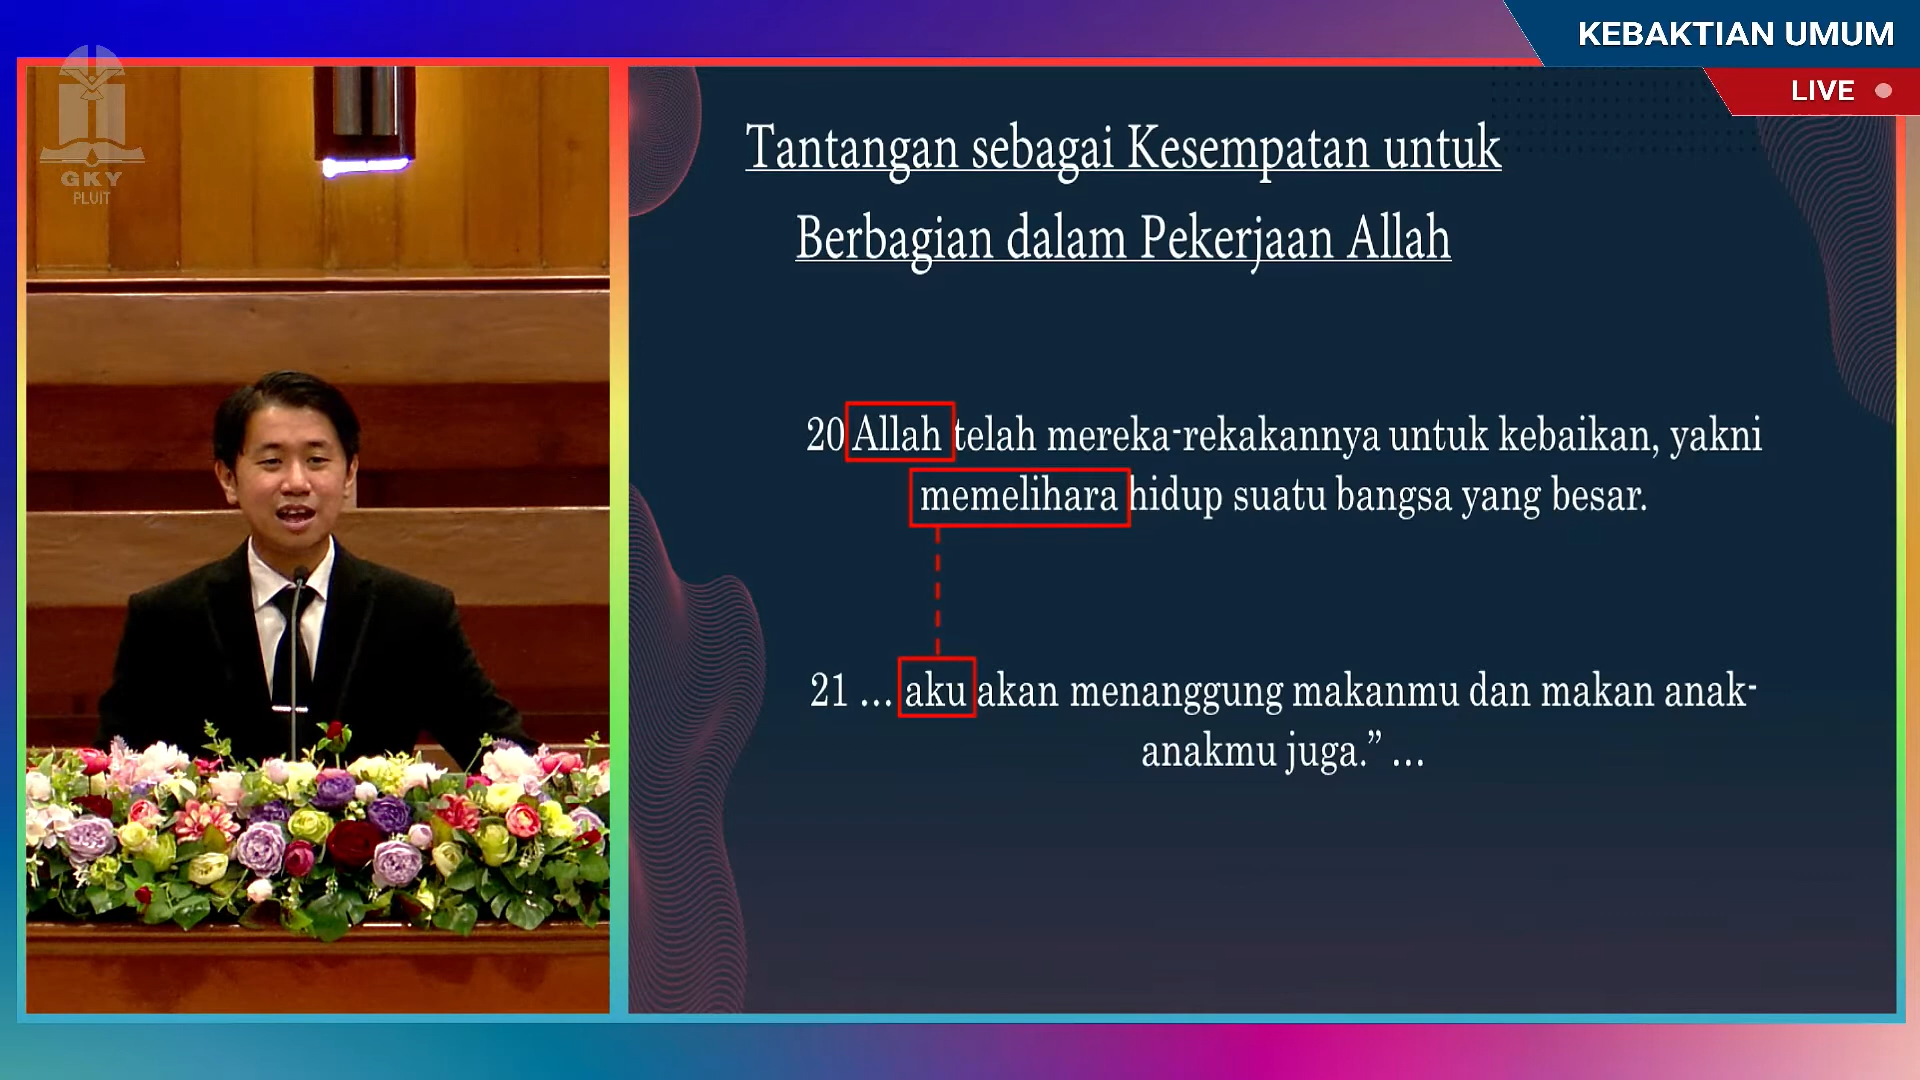 KEBAKTIAN UMUM
LIVE
GKY
PLUIT
Tantangan sebagai Kesempatan untuk
Berbagian dalam Pekerjaan Allah
20 Allah telah mereka-rekakannya untuk kebaikan, yakni
memelihara hidup suatu bangsa yang besar.
21 ... aku akan menanggung makanmu dan makan anak-
anakmu juga.” ...